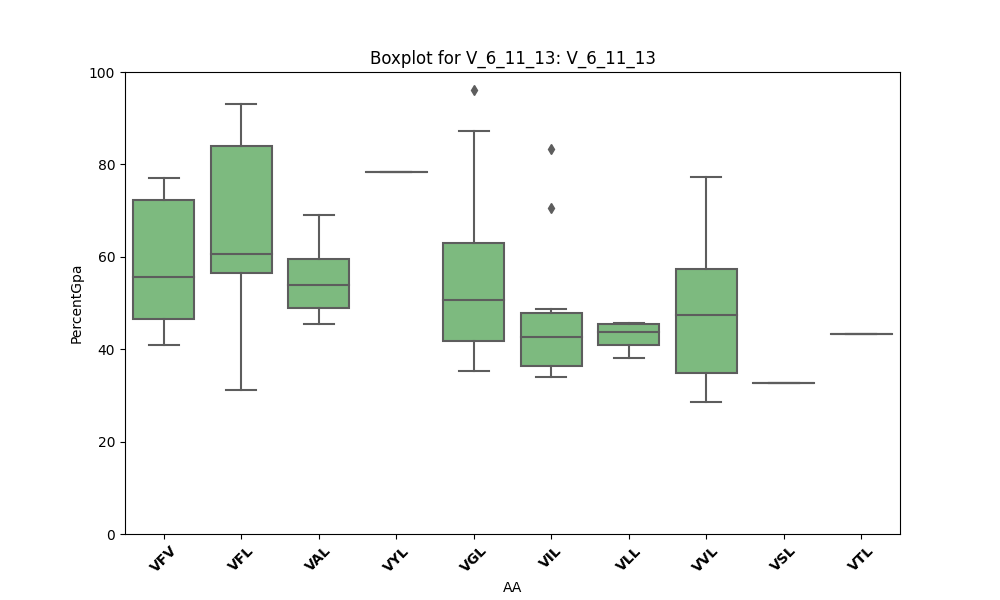 Boxplot for V_6_11_13: V_6_11_13
100
80
60
40
20
0
PercentGpa
VFV VFL VAL VYL VGL VIL VLL VVL VSL VTL
AA